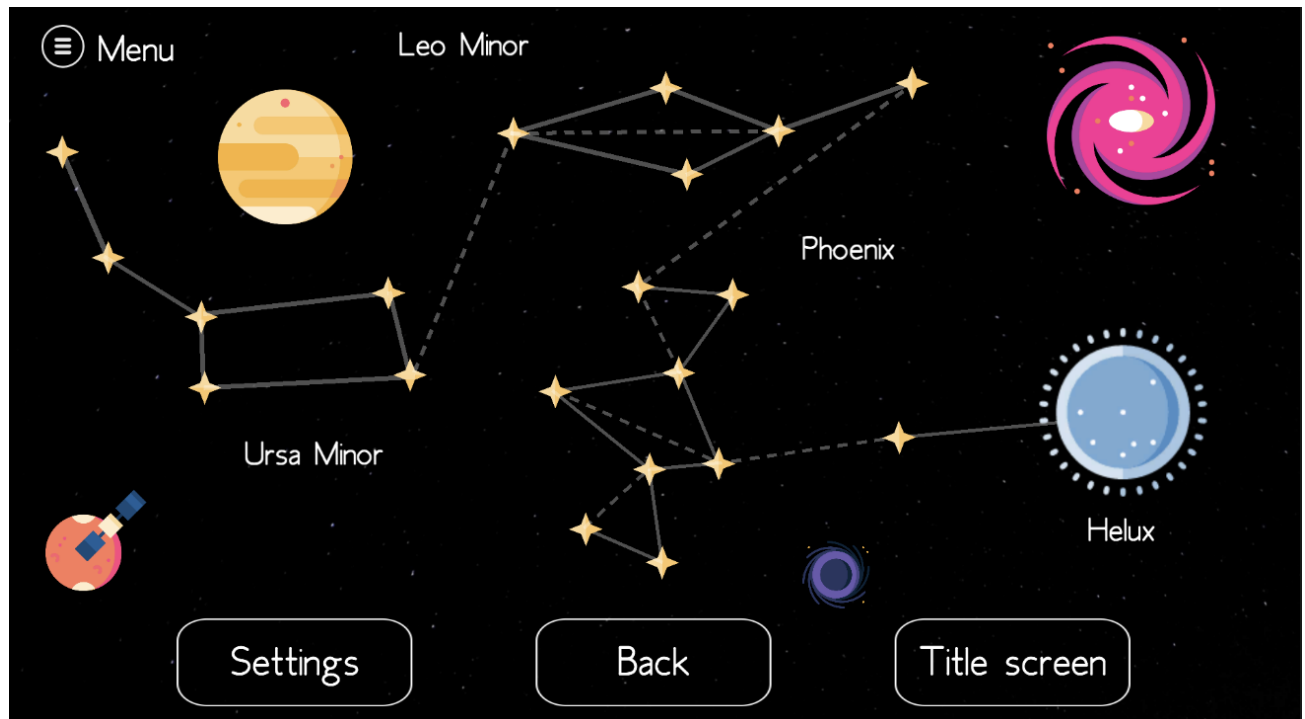 Menu
Leo Minor
Phoenix
Ursa Minor
Helux
Settings
Back
Title screen